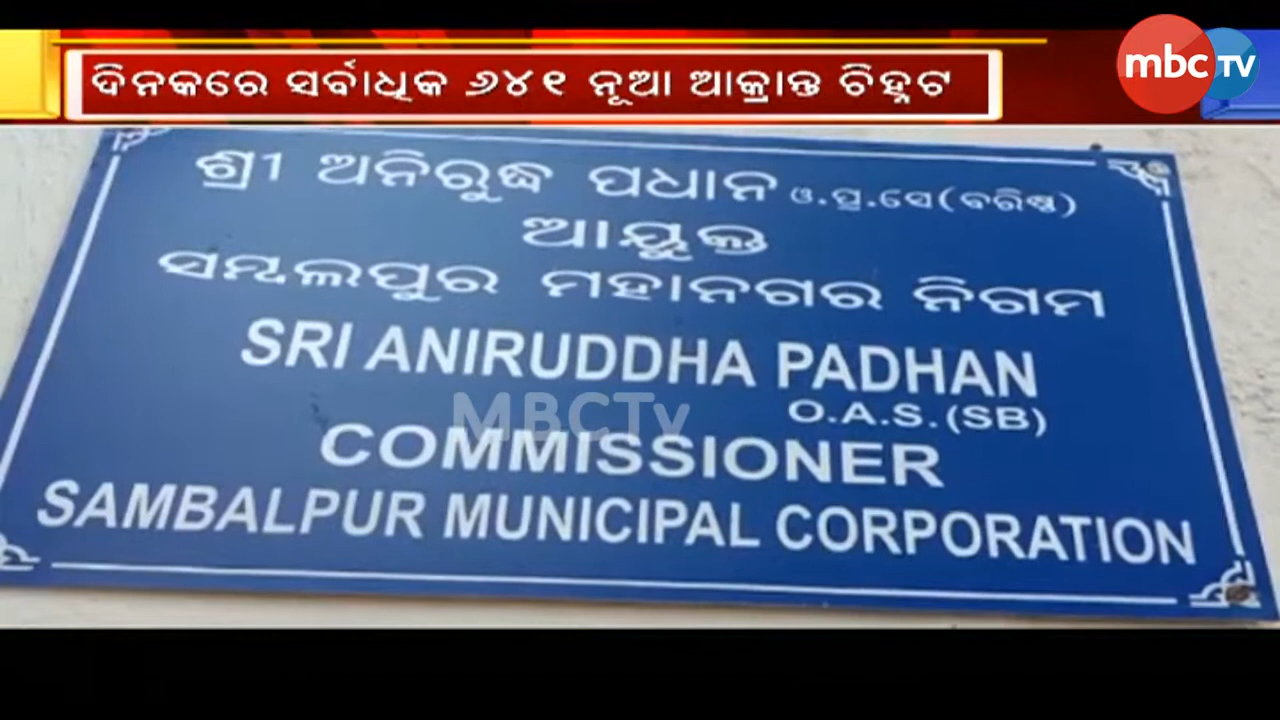 ଦିନକରେ ସର୍ବାଧିକ ୬୪୧ ନୂଆ ଆକ୍ରାନ୍ତ ଚିହ୍ନଟ
mbc TV
ଶ୍ରୀ ଅନିରୁଦ୍ଧ ପଧାନ ଓ.ପ୍ର.ସେ(ବରିଷ୍ଠ)
ଆୟୁକ୍ତ
ସମ୍ବଲପୁର ମହାନଗର ନିଗମ
SRI ANIRUDDHA PADHAN
O.A.S.(SB)
MBCTv
COMMISSIONER
SAMBALPUR MUNICIPAL CORPORATION